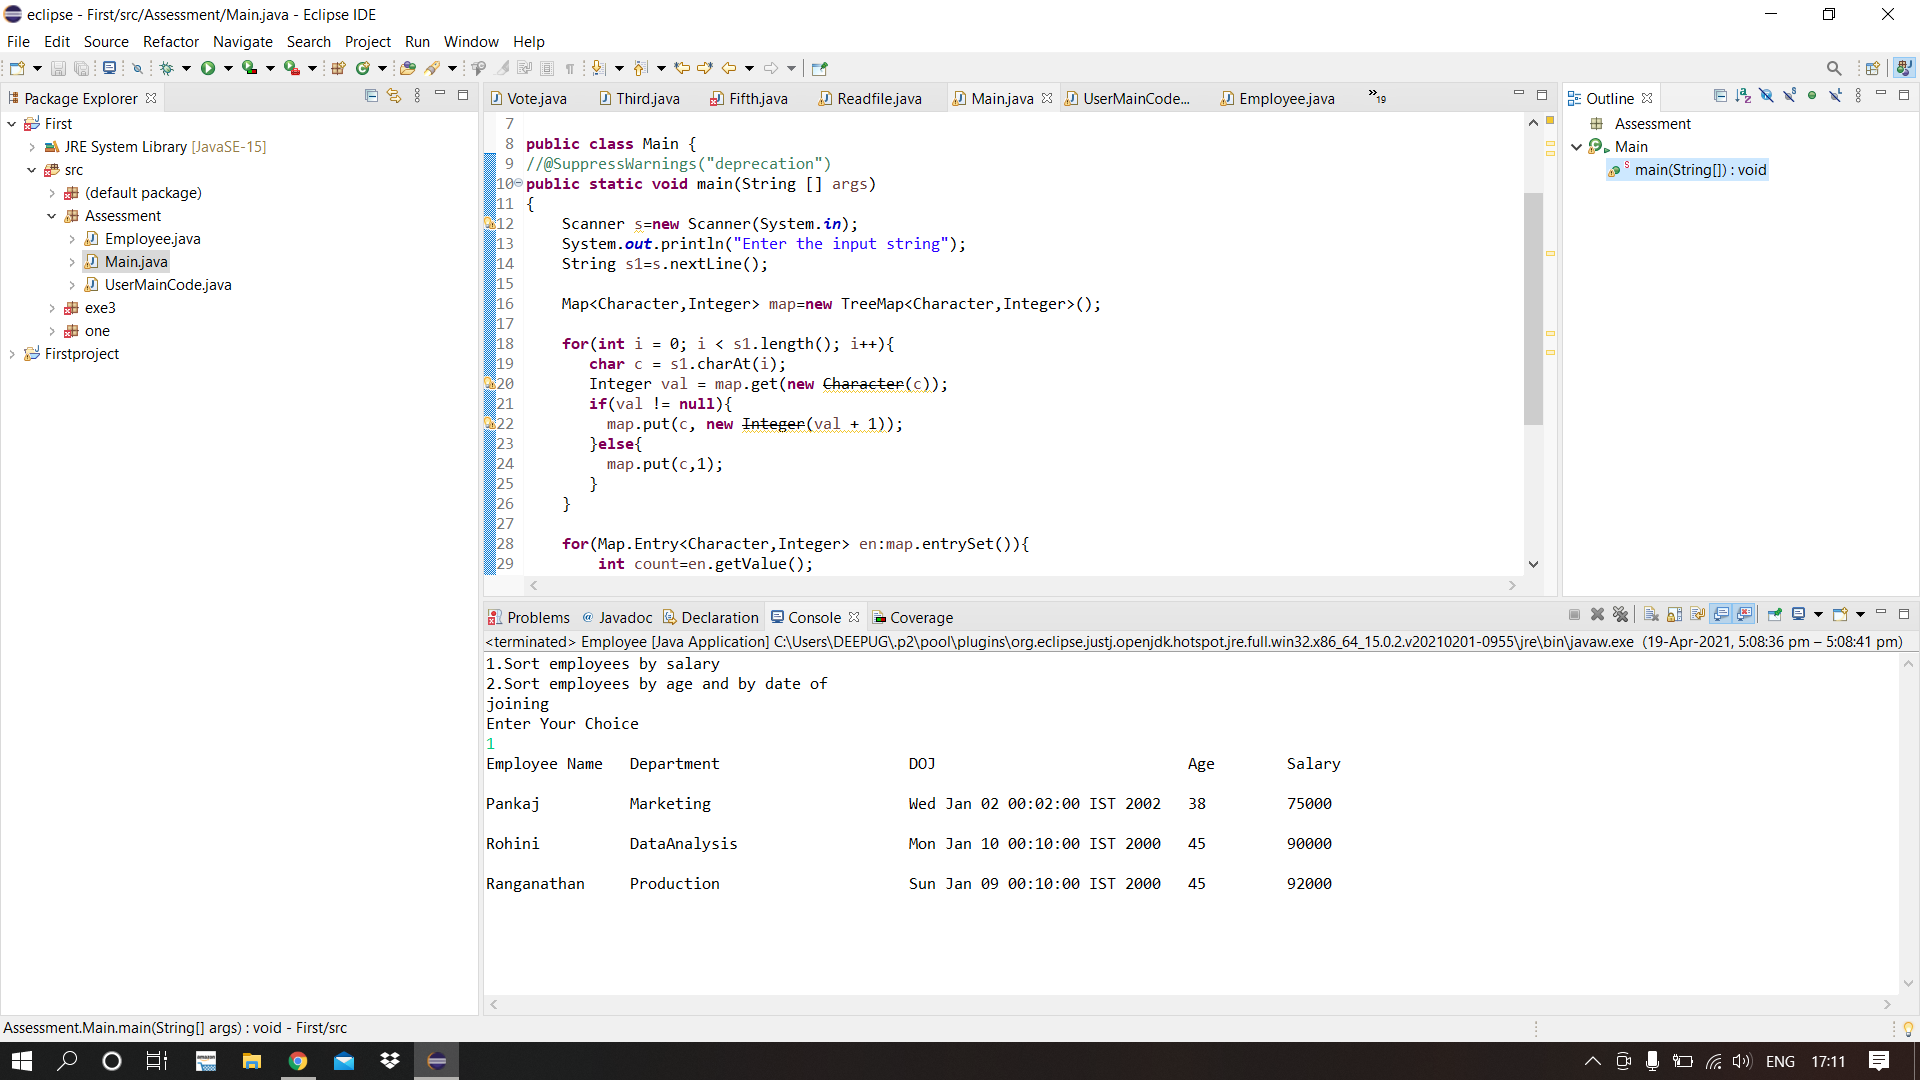 eclipse - First/src/Assessment/Main.java - Eclipse IDE
File Edit Source Refactor Navigate Search Project Run Window Help
Package Explorer
First
JRE System Library [JavaSE-15]
src
(default package)
Assessment
Employee.java
Main.java
UserMainCode.java
exe3
one
Firstproject
Vote.java Third.java Fifth.java Readfile.java Main.java UserMainCode... Employee.java »19
7
8 public class Main {
9 //@SuppressWarnings("deprecation")
10 public static void main(String [] args)
11 {
12 Scanner s=new Scanner(System.in);
13 System.out.println("Enter the input string");
14 String s1=s.nextLine();
15
16 Map<Character,Integer> map=new TreeMap<Character,Integer>();
17
18 for(int i = 0; i < s1.length(); i++){
19 char c = s1.charAt(i);
20 Integer val = map.get(new Character(c));
21 if(val != null){
22 map.put(c, new Integer(val + 1));
23 }else{
24 map.put(c,1);
25 }
26 }
27
28 for(Map.Entry<Character,Integer> en:map.entrySet()){
29 int count=en.getValue();
Outline
Assessment
Main
main(String[]) : void
Problems @ Javadoc Declaration Console Coverage
<terminated> Employee [Java Application] C:\Users\DEEPUG\.p2\pool\plugins\org.eclipse.justj.openjdk.hotspot.jre.full.win32.x86_64_15.0.2.v20210201-0955\jre\bin\javaw.exe (19-Apr-2021, 5:08:36 pm – 5:08:41 pm)
1.Sort employees by salary
2.Sort employees by age and by date of
joining
Enter Your Choice
1
Employee Name Department DOJ Age Salary
Pankaj Marketing Wed Jan 02 00:02:00 IST 2002 38 75000
Rohini DataAnalysis Mon Jan 10 00:10:00 IST 2000 45 90000
Ranganathan Production Sun Jan 09 00:10:00 IST 2000 45 92000
Assessment.Main.main(String[] args) : void - First/src
ENG 17:11